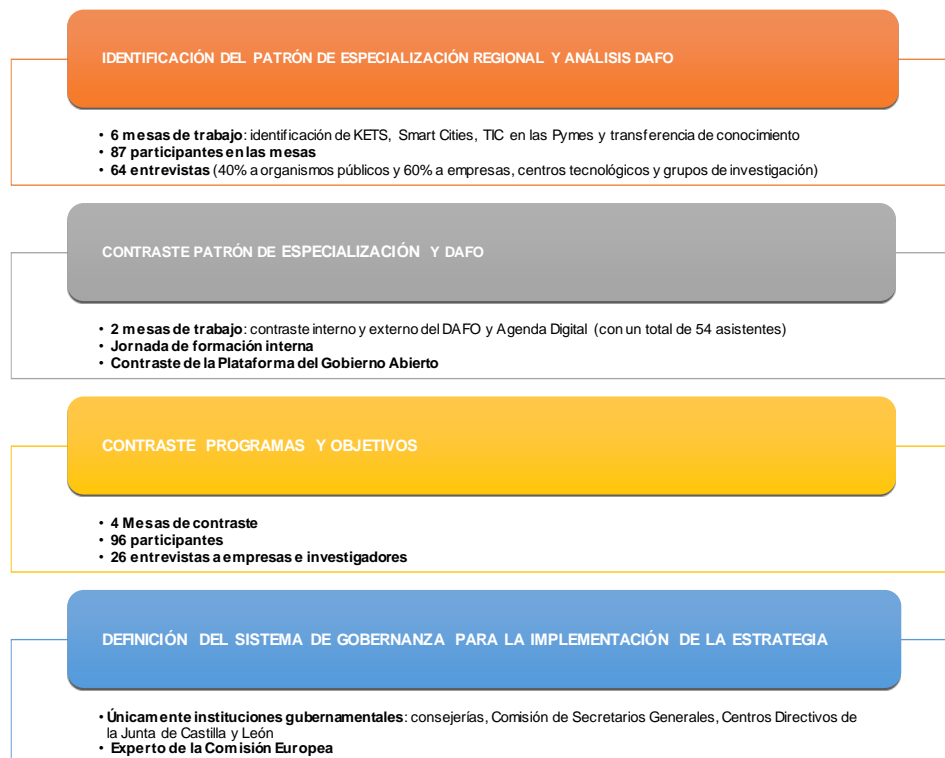 IDENTIFICACIÓN DEL PATRÓN DE ESPECIALIZACIÓN REGIONAL Y ANÁLISIS DAFO
• 6 mesas de trabajo: identificación de KETS, Smart Cities, TIC en las Pymes y transferencia de conocimiento
• 87 participantes en las mesas
• 64 entrevistas (40% a organismos públicos y 60% a empresas, centros tecnológicos y grupos de investigación)
CONTRASTE PATRÓN DE ESPECIALIZACIÓN Y DAFO
• 2 mesas de trabajo: contraste interno y externo del DAFO y Agenda Digital (con un total de 54 asistentes)
• Jornada de formación interna
• Contraste de la Plataforma del Gobierno Abierto
CONTRASTE PROGRAMAS Y OBJETIVOS
• 4 Mesas de contraste
• 96 participantes
• 26 entrevistas a empresas e investigadores
DEFINICIÓN DEL SISTEMA DE GOBERNANZA PARA LA IMPLEMENTACIÓN DE LA ESTRATEGIA
• Únicamente instituciones gubernamentales: consejerías, Comisión de Secretarios Generales, Centros Directivos de
la Junta de Castilla y León
• Experto de la Comisión Europea